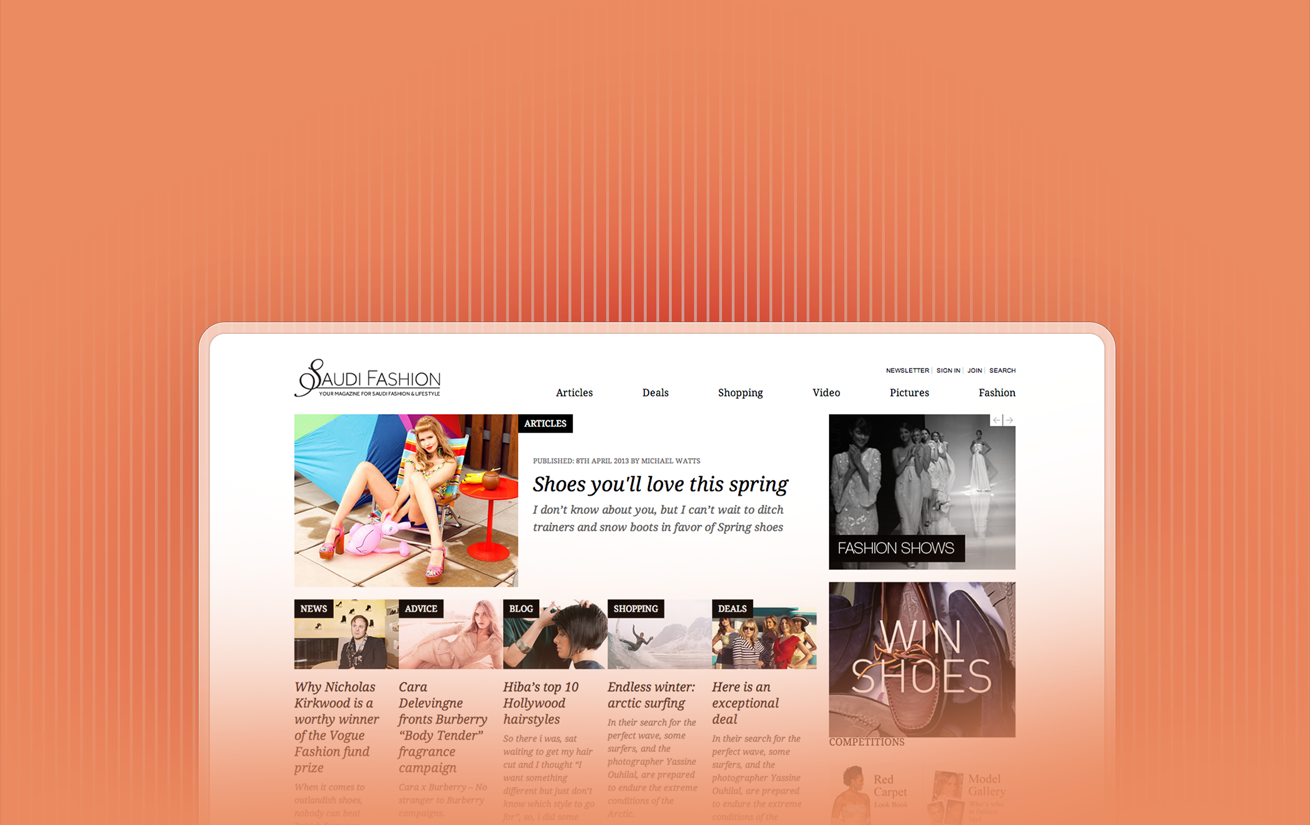 SAUDI FASHION
YOUR MAGAZINE FOR SAUDI FASHION & LIFESTYLE
NEWSLETTER | SIGN IN | JOIN | SEARCH
Articles Deals Shopping Video Pictures Fashion
ARTICLES
PUBLISHED: 8TH APRIL 2013 BY MICHAEL WATTS
Shoes you'll love this spring
I don't know about you, but I can't wait to ditch
trainers and snow boots in favor of Spring shoes
FASHION SHOWS
NEWS
Why Nicholas
Kirkwood is a
worthy winner
of the Vogue
Fashion fund
prize
When it comes to
outlandish shoes,
nobody can beat
ADVICE
Cara
Delevingne
fronts Burberry
“Body Tender”
fragrance
campaign
Cara x Burberry – No
stranger to Burberry
campaigns.
BLOG
Hiba's top 10
Hollywood
hairstyles
So there i was, sat
waiting to get my hair
cut and I thought “I
want something
different but just don't
know which style to go
for”, so, i did some
SHOPPING
Endless winter:
arctic surfing
In their search for the
perfect wave, some
surfers, and the
photographer Yassine
Ouhilal, are prepared
to endure the extreme
conditions of the
Arctic.
DEALS
Here is an
exceptional
deal
In their search for the
perfect wave, some
surfers, and the
photographer Yassine
Ouhilal, are prepared
to endure the extreme
conditions of the
WIN
SHOES
COMPETITIONS
Red
Carpet
Look Book
Model
Gallery